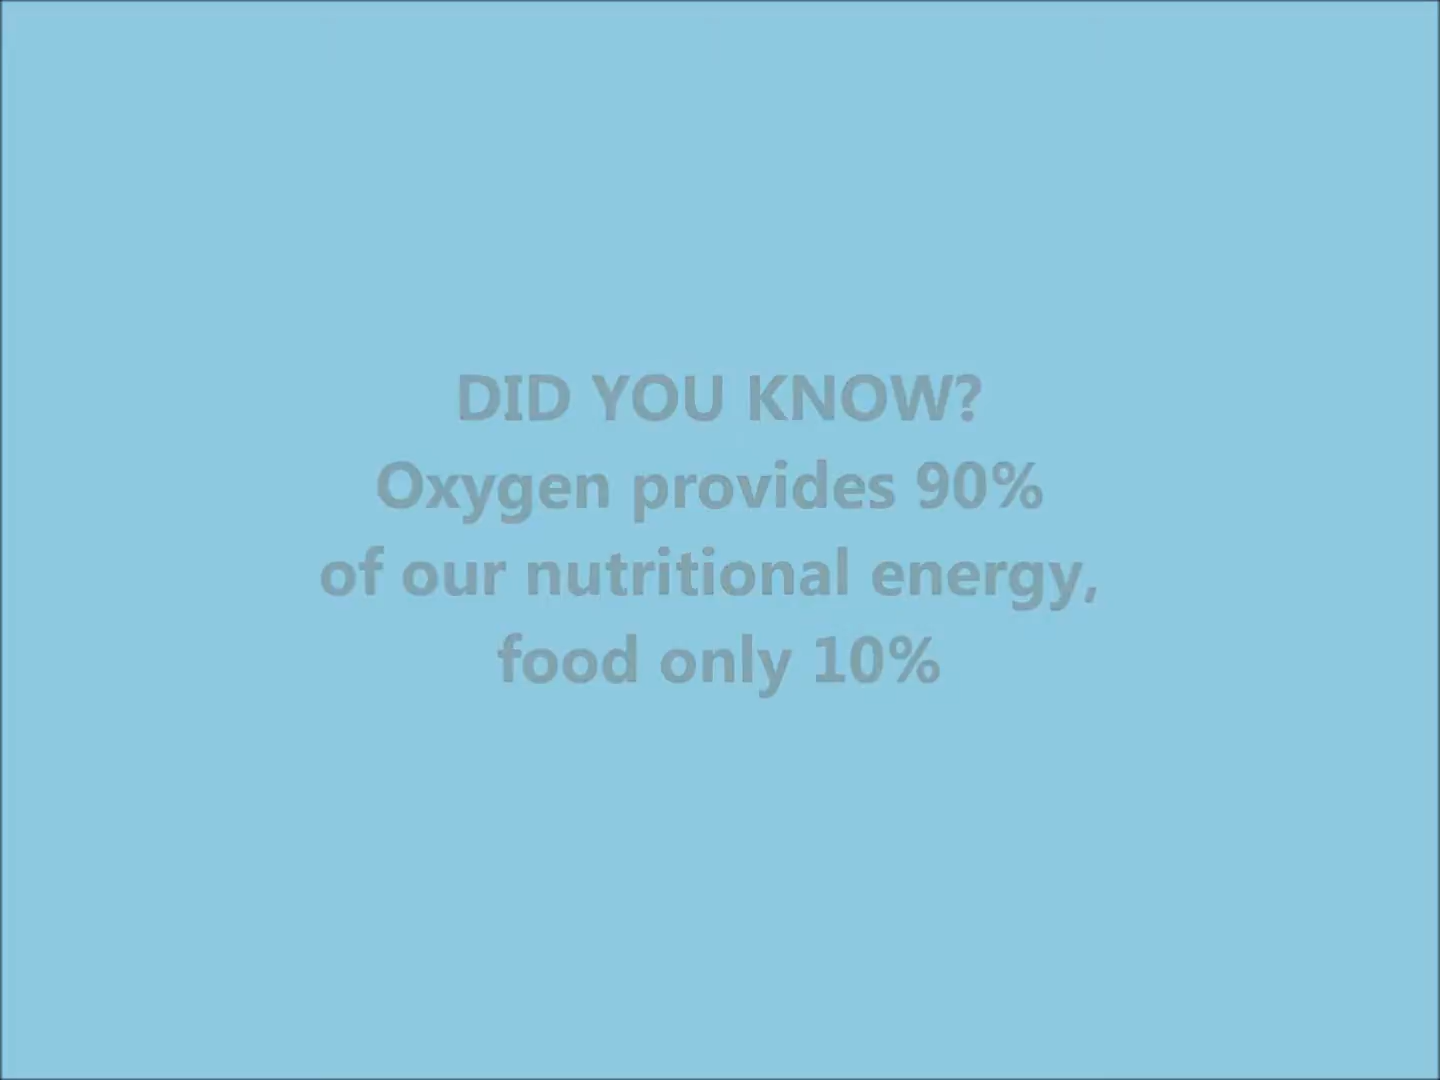 DID YOU KNOW?
Oxygen provides 90%
of our nutritional energy,
food only 10%